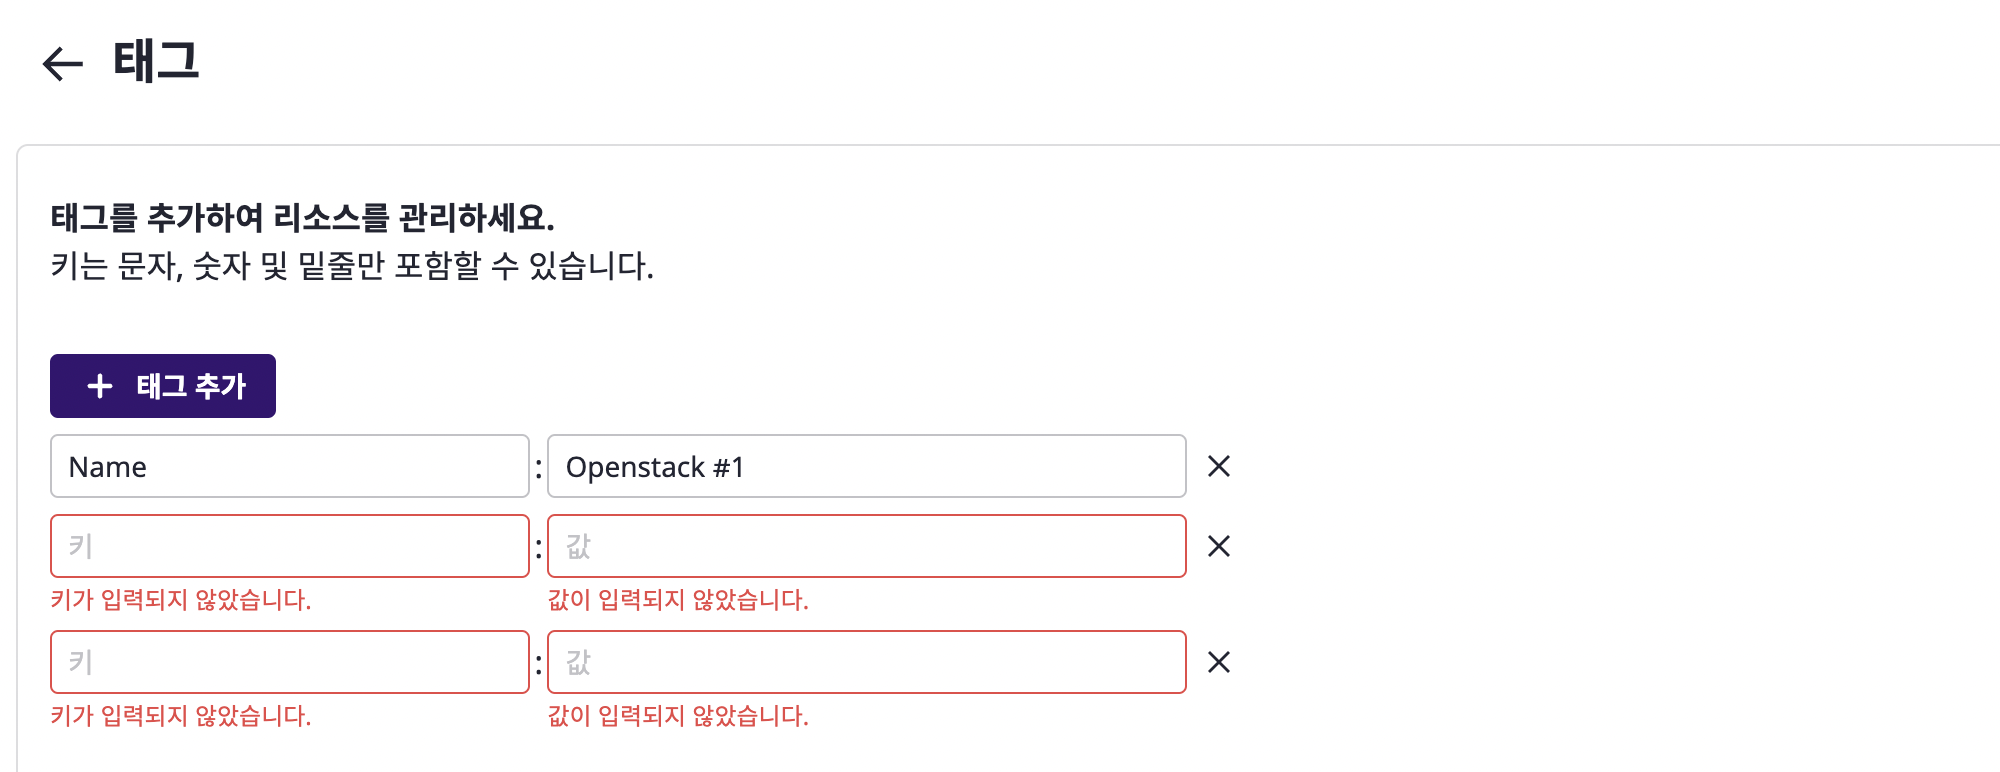 태그
태그를 추가하여 리소스를 관리하세요.
키는 문자, 숫자 및 밑줄만 포함할 수 있습니다.
태그 추가
Name : Openstack #1
키 : 값
키가 입력되지 않았습니다. 값이 입력되지 않았습니다.
키 : 값
키가 입력되지 않았습니다. 값이 입력되지 않았습니다.